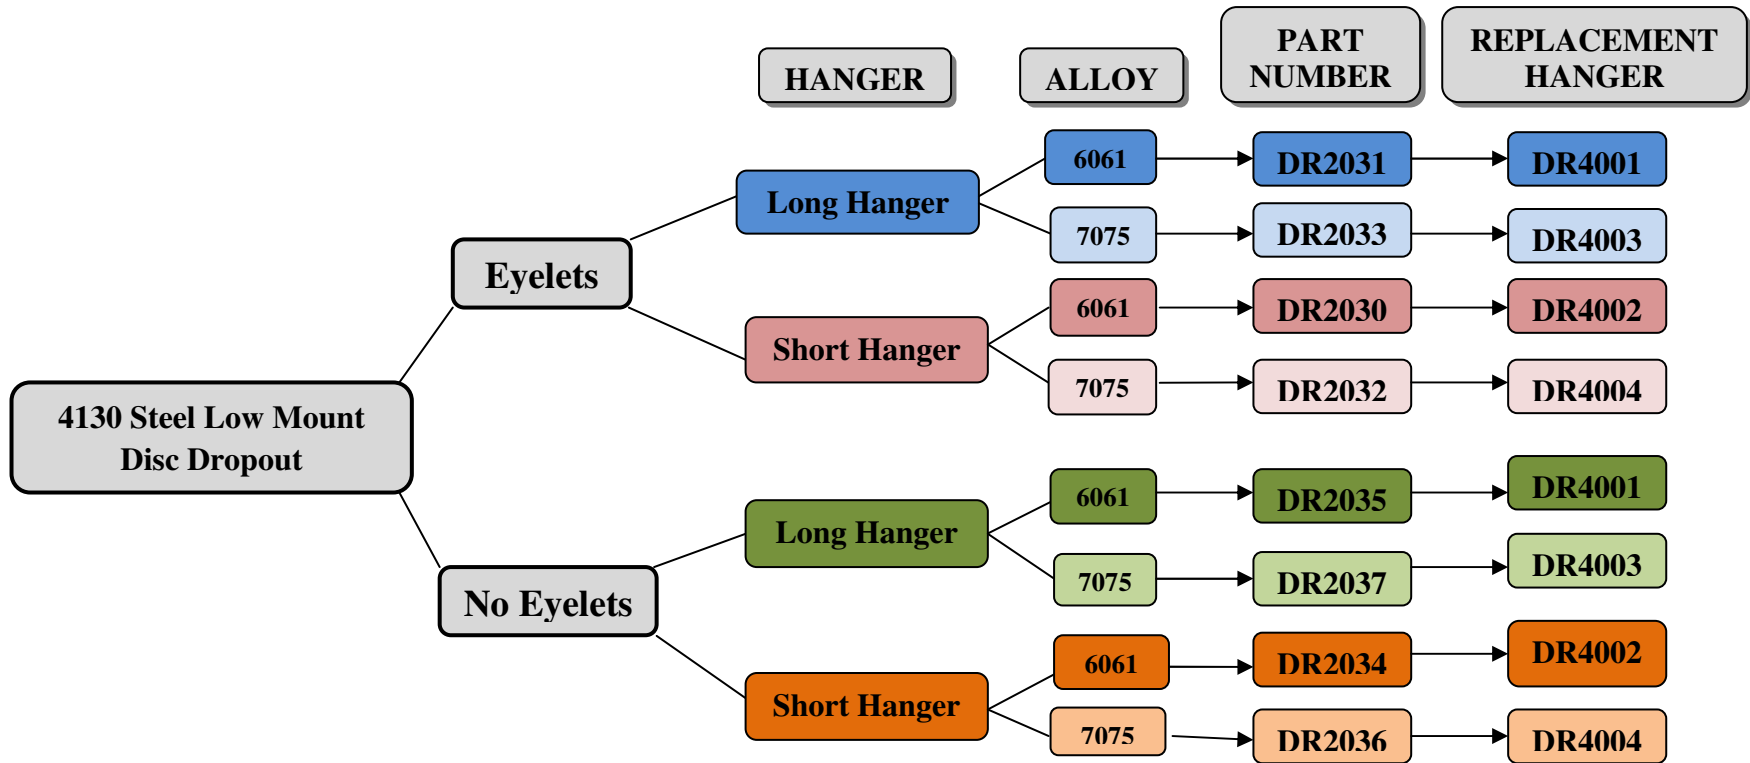 HANGER
ALLOY
PART
NUMBER
REPLACEMENT
HANGER
4130 Steel Low Mount
Disc Dropout
Eyelets
Long Hanger
6061
DR2031
DR4001
7075
DR2033
DR4003
Short Hanger
6061
DR2030
DR4002
7075
DR2032
DR4004
No Eyelets
Long Hanger
6061
DR2035
DR4001
7075
DR2037
DR4003
Short Hanger
6061
DR2034
DR4002
7075
DR2036
DR4004